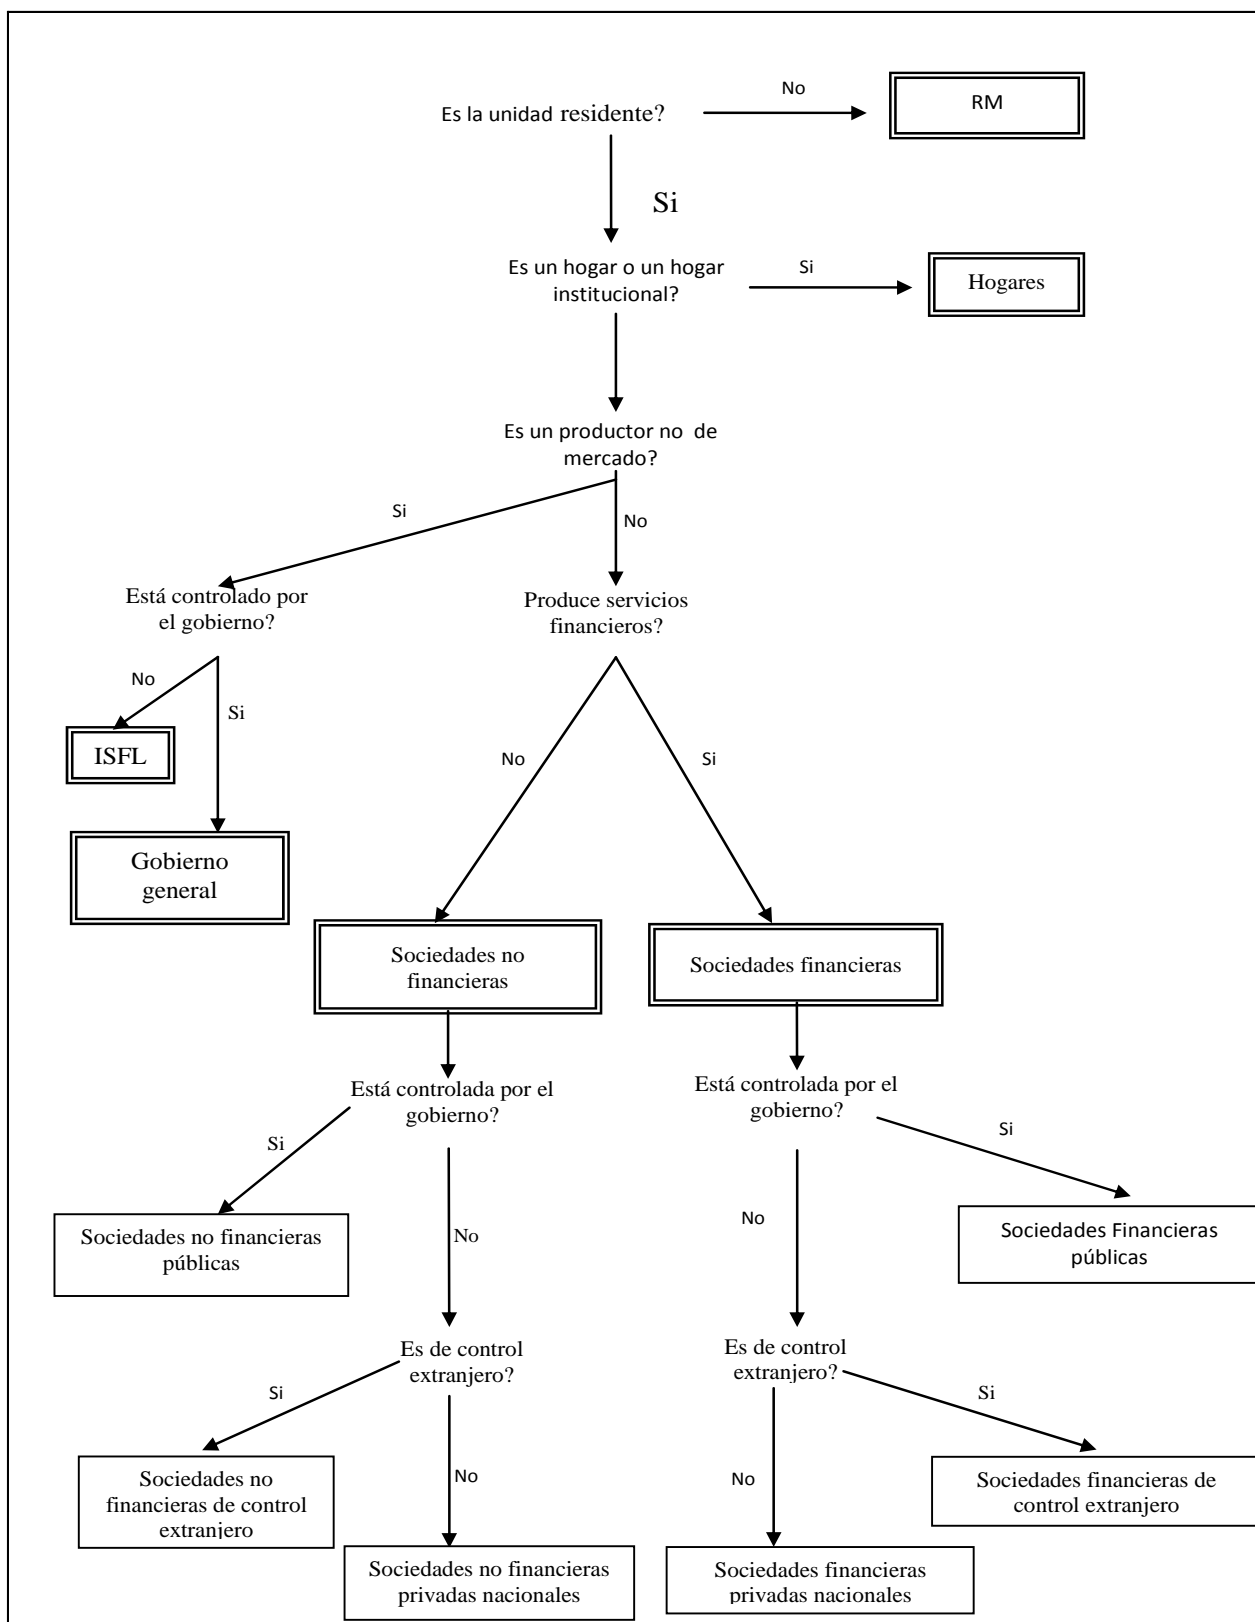 No
RM
Es la unidad residente?
Si
Es un hogar o un hogar
institucional?
Si
Hogares
Es un productor no de
mercado?
Si
No
Está controlado por
el gobierno?
Produce servicios
financieros?
No
Si
ISFL
No
Si
Gobierno
general
Sociedades no
financieras
Sociedades financieras
Está controlada por el
gobierno?
Está controlada por el
gobierno?
Si
No
No
Si
Sociedades no financieras
públicas
Sociedades Financieras
públicas
Es de control
extranjero?
Es de control
extranjero?
Si
No
No
Si
Sociedades no
financieras de control
extranjero
Sociedades financieras de
control extranjero
Sociedades no financieras
privadas nacionales
Sociedades financieras
privadas nacionales